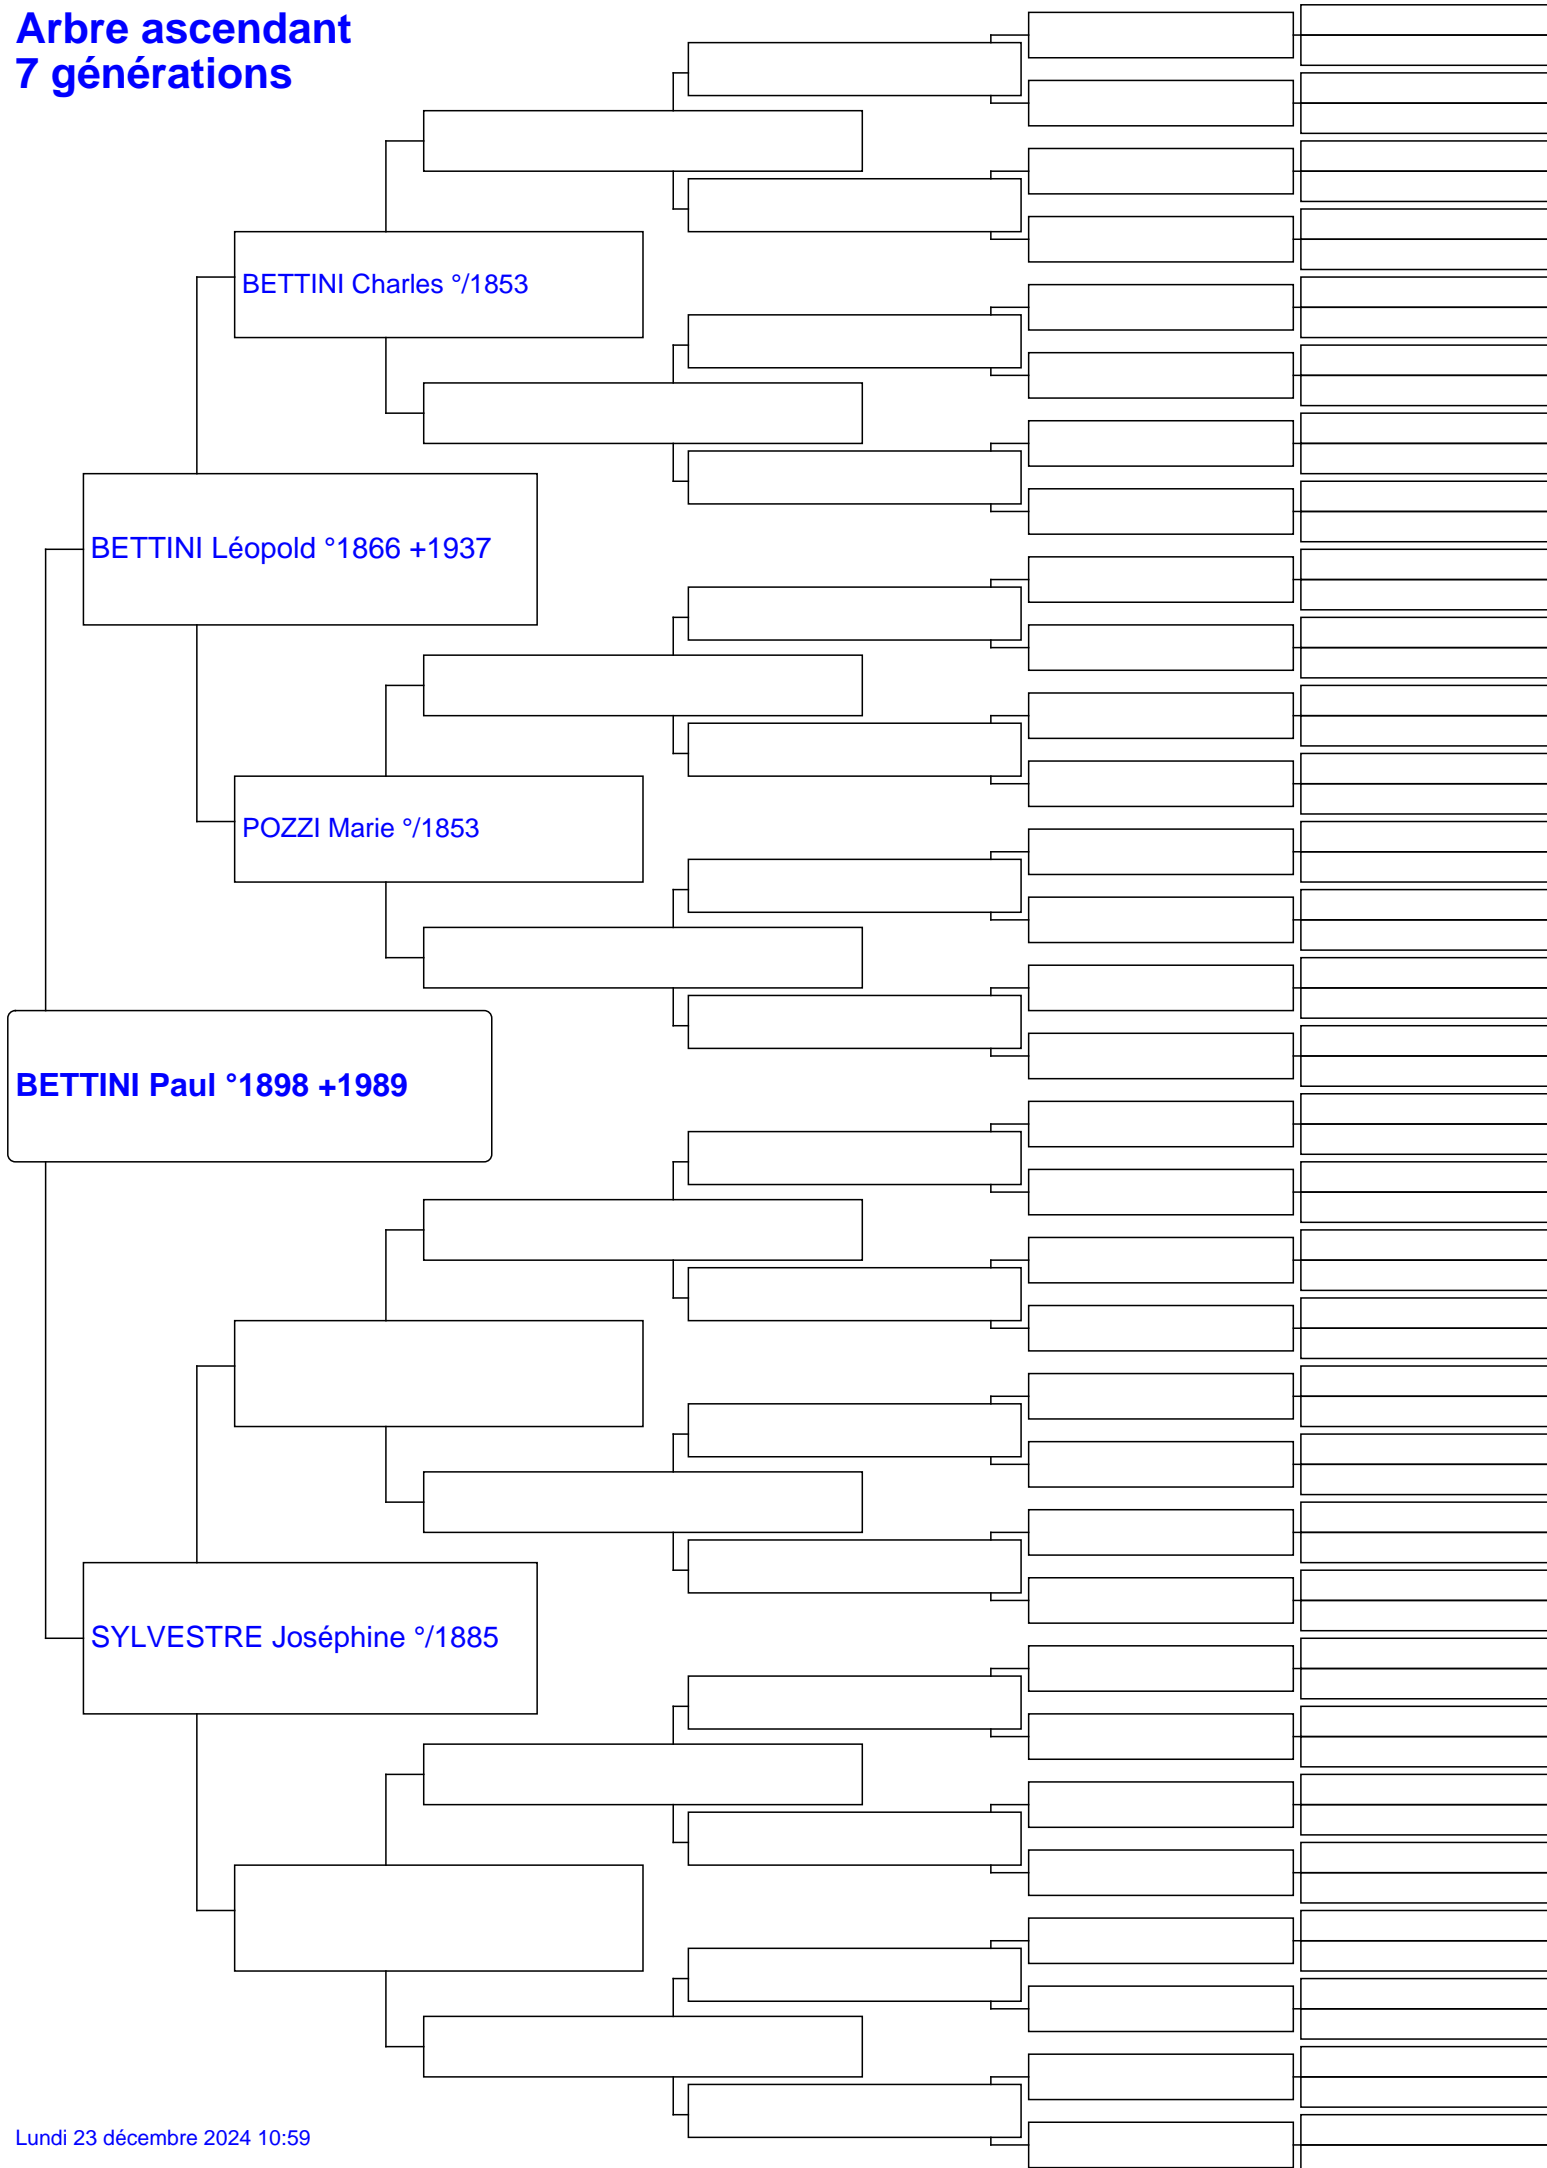 Arbre ascendant
7 générations
BETTINI Charles °/1853
BETTINI Léopold °1866 +1937
POZZI Marie °/1853
BETTINI Paul °1898 +1989
SYLVESTRE Joséphine °/1885
Lundi 23 décembre 2024 10:59